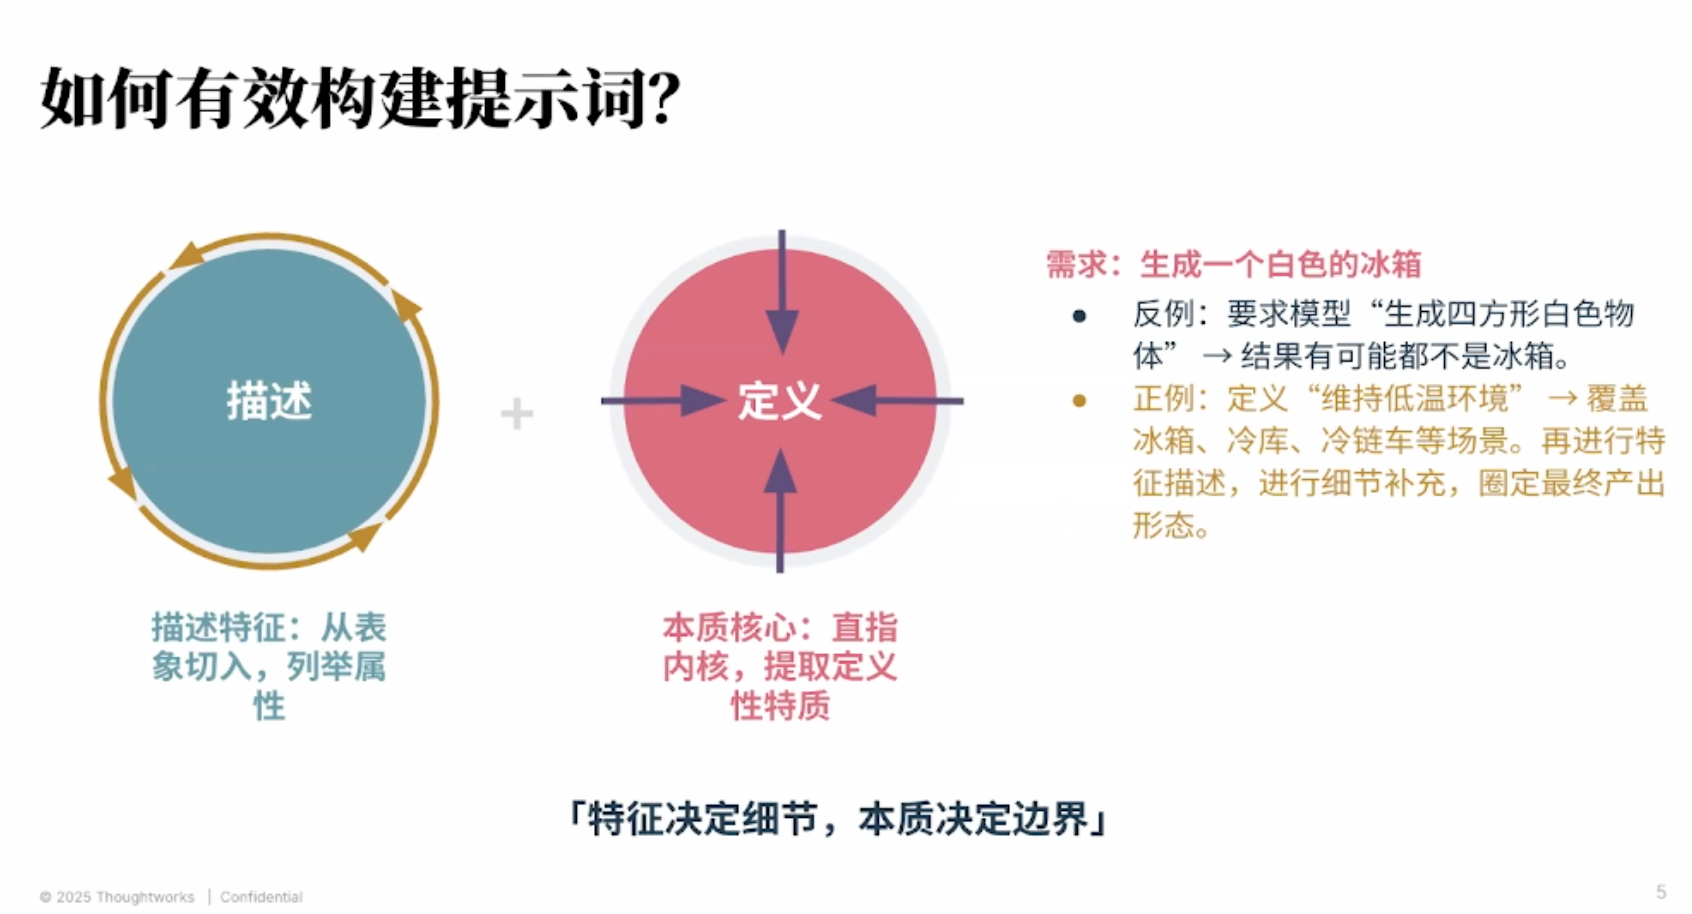 如何有效构建提示词?
描述
+
定义
需求：生成一个白色的冰箱
● 反例：要求模型“生成四方形白色物
体” → 结果有可能都不是冰箱。
● 正例：定义“维持低温环境” → 覆盖
冰箱、冷库、冷链车等场景。再进行特
征描述，进行细节补充，圈定最终产出
形态。
描述特征：从表
象切入，列举属
性
本质核心：直指
内核，提取定义
性特质
「特征决定细节，本质决定边界」
© 2025 Thoughtworks | Confidential
5